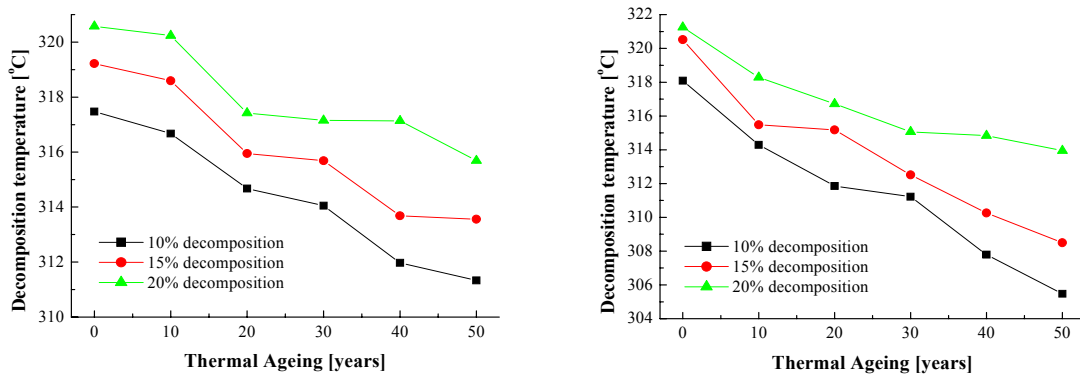 Decomposition temperature [°C]
320
318
316
314
312
310
10% decomposition
15% decomposition
20% decomposition
0 10 20 30 40 50
Thermal Ageing [years]
Decomposition temperature [°C]
322
320
318
316
314
312
310
308
306
304
10% decomposition
15% decomposition
20% decomposition
0 10 20 30 40 50
Thermal Ageing [years]